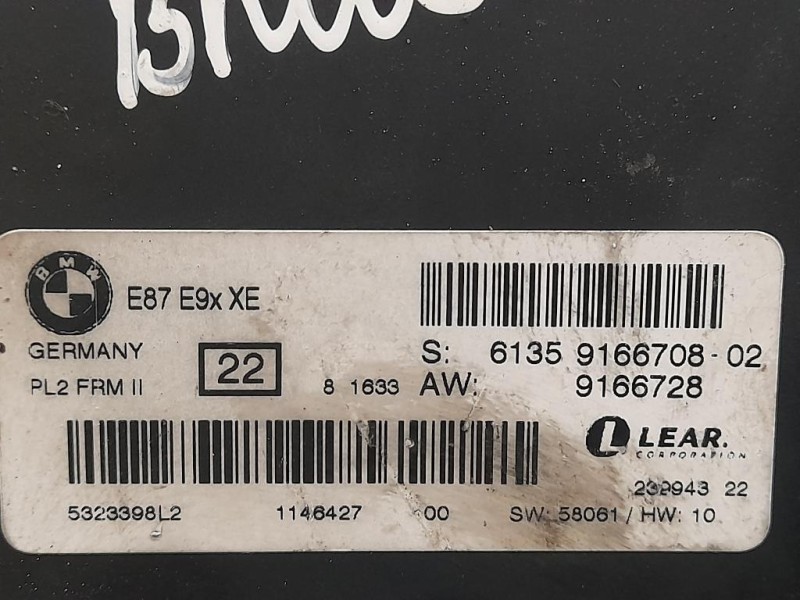 BMW
E87 E9x XE
GERMANY
22
PL2 FRM II
8 1633
S: 6135 9166708-02
AW: 9166728
LEAR.
CORPORATION
239943 22
5323398L2 1146427 00 SW: 58061 / HW: 10